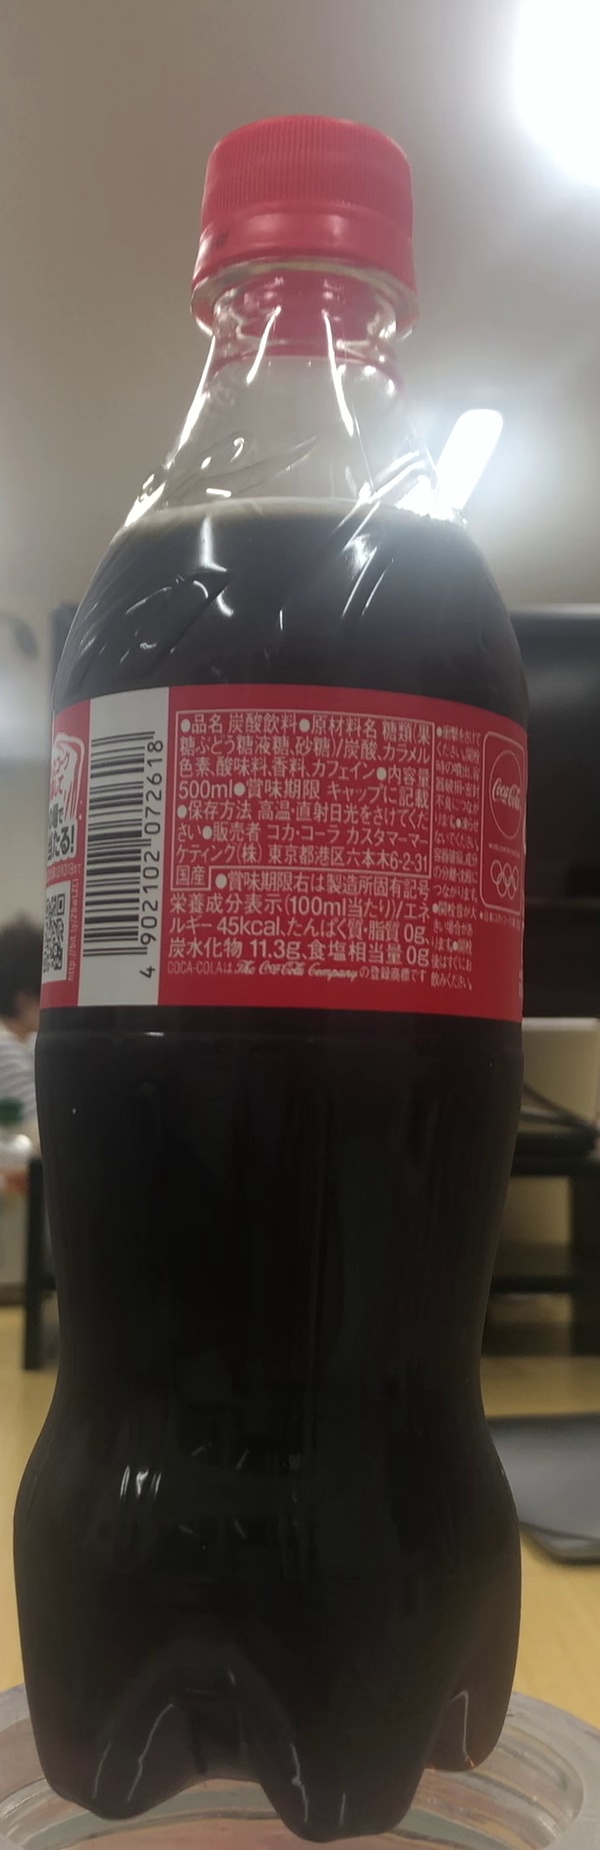 ●品名 炭酸飲料●原材料名 糖類(果
糖ぶどう糖液糖、砂糖)/炭酸、カラメル
色素、酸味料、香料、カフェイン●内容量
500ml●賞味期限 キャップに記載
●保存方法 高温・直射日光をさけてくだ
さい●販売者 コカ・コーラ カスタマーマー
ケティング(株) 東京都港区六本木6-2-31
国産 ●賞味期限右は製造所固有記号
栄養成分表示(100ml当たり)/エネ
ルギー 45kcal、たんぱく質・脂質 0g、
炭水化物 11.3g、食塩相当量 0g
COCA-COLAは The Coca-Cola Company の登録商標です
4 902102 072618
当たる!
Coca-Cola